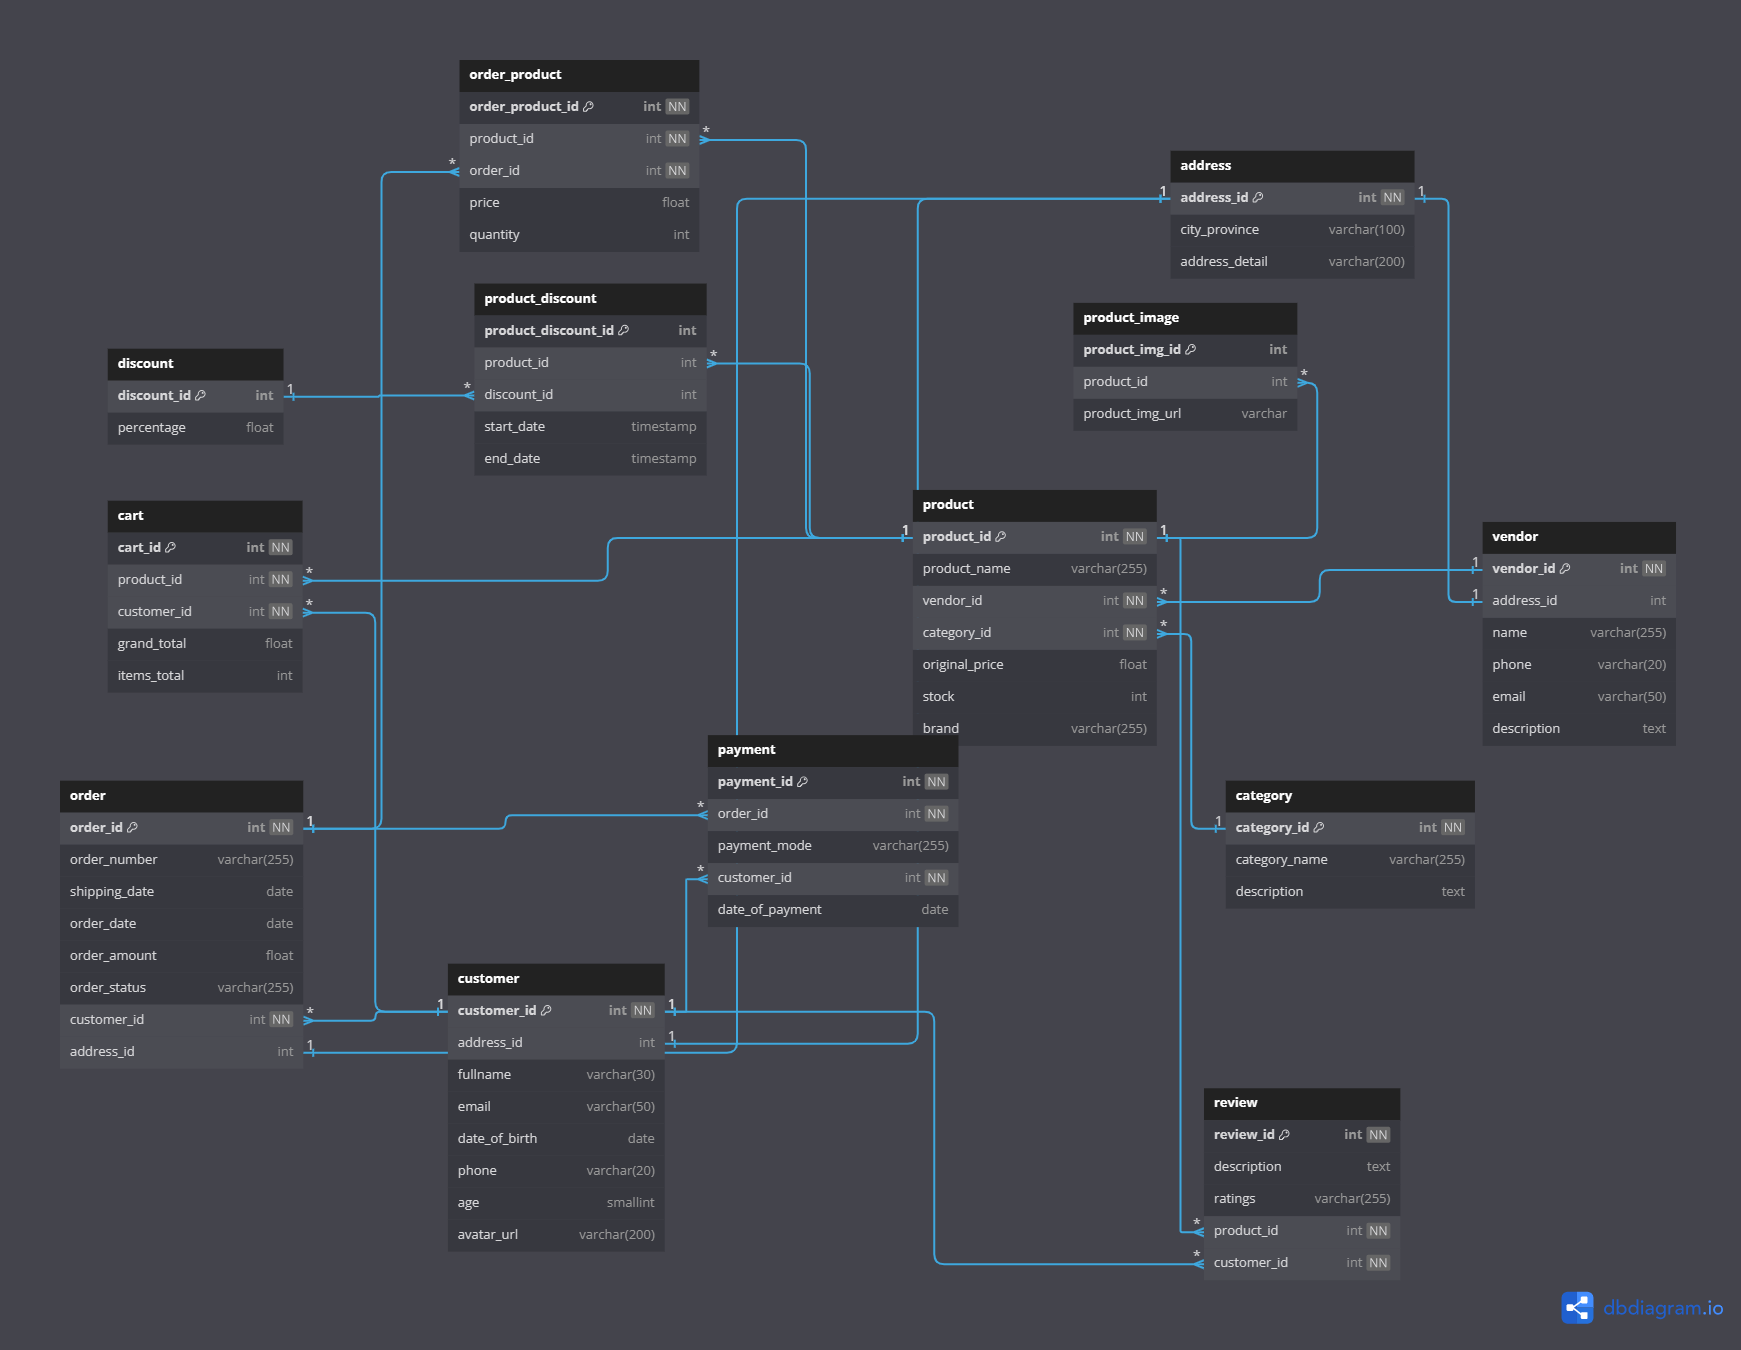 order_product
order_product_id int NN
product_id int NN
order_id int NN
price float
quantity int
address
address_id int NN
city_province varchar(100)
address_detail varchar(200)
product_discount
product_discount_id int
product_id int
discount_id int
start_date timestamp
end_date timestamp
product_image
product_img_id int
product_id int
product_img_url varchar
discount
discount_id int
percentage float
cart
cart_id int NN
product_id int NN
customer_id int NN
grand_total float
items_total int
product
product_id int NN
product_name varchar(255)
vendor_id int NN
category_id int NN
original_price float
stock int
brand varchar(255)
vendor
vendor_id int NN
address_id int
name varchar(255)
phone varchar(20)
email varchar(50)
description text
payment
payment_id int NN
order_id int NN
payment_mode varchar(255)
customer_id int NN
date_of_payment date
order
order_id int NN
order_number varchar(255)
shipping_date date
order_date date
order_amount float
order_status varchar(255)
customer_id int NN
address_id int
category
category_id int NN
category_name varchar(255)
description text
customer
customer_id int NN
address_id int
fullname varchar(30)
email varchar(50)
date_of_birth date
phone varchar(20)
age smallint
avatar_url varchar(200)
review
review_id int NN
description text
ratings varchar(255)
product_id int NN
customer_id int NN
dbdiagram.io